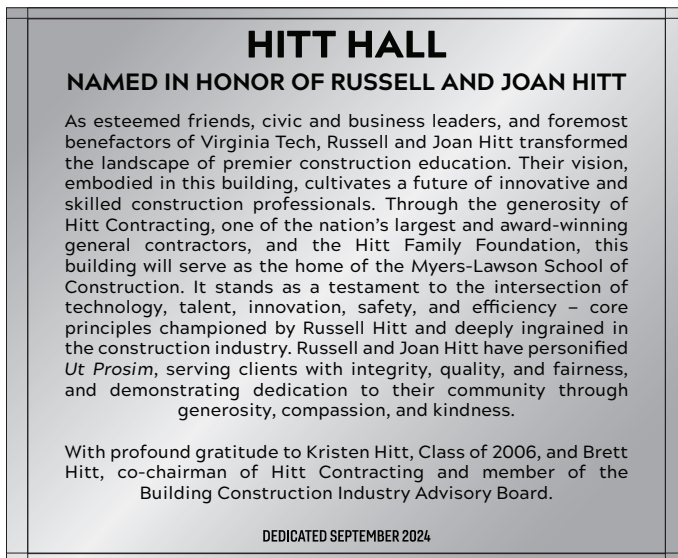 HITT HALL
NAMED IN HONOR OF RUSSELL AND JOAN HITT
As esteemed friends, civic and business leaders, and foremost
benefactors of Virginia Tech, Russell and Joan Hitt transformed
the landscape of premier construction education. Their vision,
embodied in this building, cultivates a future of innovative and
skilled construction professionals. Through the generosity of
Hitt Contracting, one of the nation’s largest and award-winning
general contractors, and the Hitt Family Foundation, this
building will serve as the home of the Myers-Lawson School of
Construction. It stands as a testament to the intersection of
technology, talent, innovation, safety, and efficiency – core
principles championed by Russell Hitt and deeply ingrained in
the construction industry. Russell and Joan Hitt have personified
Ut Prosim, serving clients with integrity, quality, and fairness,
and demonstrating dedication to their community through
generosity, compassion, and kindness.
With profound gratitude to Kristen Hitt, Class of 2006, and Brett
Hitt, co-chairman of Hitt Contracting and member of the
Building Construction Industry Advisory Board.
DEDICATED SEPTEMBER 2024